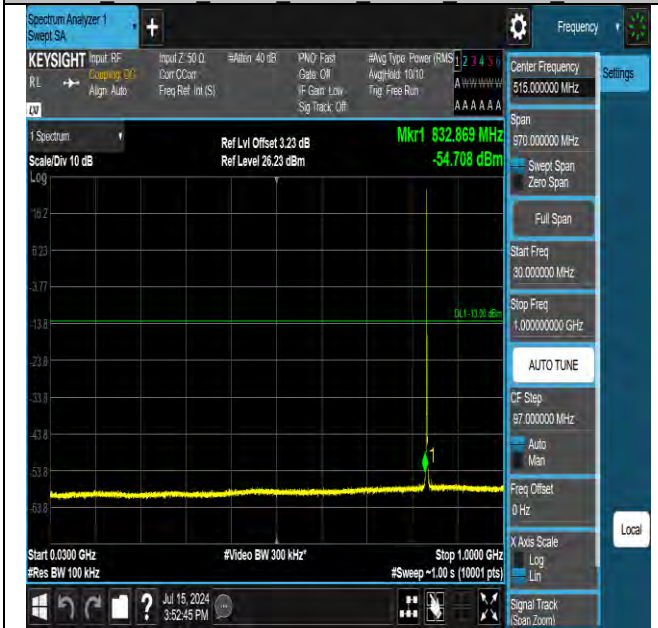 Spectrum Analyzer 1
Swept SA
+
Frequency
KEYSIGHT
Input: RF
Coupling: DC
Align: Auto
Input Z: 50 Ω
Corr CCorr
Freq Ref: Int (S)
#Atten: 40 dB
PNO: Fast
Gate: Off
IF Gain: Low
Sig Track: Off
#Avg Type: Power (RMS
Avg|Hold: 10/10
Trig: Free Run
1 2 3 4 5 6
A W W W W W
A A A A A A
RL
LXI
Center Frequency
515.000000 MHz
Settings
1 Spectrum
Scale/Div 10 dB
Log
Ref Lvl Offset 3.23 dB
Ref Level 26.23 dBm
Mkr1 832.869 MHz
-54.708 dBm
16.2
6.23
-3.77
-13.8
-23.8
-33.8
-43.8
-53.8
-63.8
DL1 -13.00 dBm
1
Start 0.0300 GHz
#Res BW 100 kHz
#Video BW 300 kHz*
Stop 1.0000 GHz
#Sweep ~1.00 s (10001 pts)
Span
970.000000 MHz
Swept Span
Zero Span
Full Span
Start Freq
30.000000 MHz
Stop Freq
1.000000000 GHz
AUTO TUNE
CF Step
97.000000 MHz
Auto
Man
Freq Offset
0 Hz
X Axis Scale
Log
Lin
Signal Track
(Span Zoom)
Local
?
Jul 15, 2024
3:52:45 PM